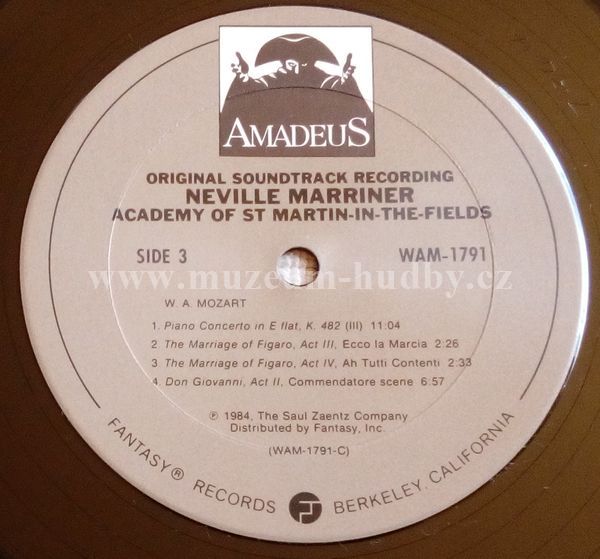 AMADEUS
ORIGINAL SOUNDTRACK RECORDING
NEVILLE MARRINER
ACADEMY OF ST MARTIN-IN-THE-FIELDS
SIDE 3 WAM-1791
www.muzeum-hudby.cz
W. A. MOZART
1. Piano Concerto in E flat, K. 482 (III) 11:04
2. The Marriage of Figaro, Act III, Ecco la Marcia 2:26
3. The Marriage of Figaro, Act IV, Ah Tutti Contenti 2:33
4. Don Giovanni, Act II, Commendatore scene 6:57
℗ 1984, The Saul Zaentz Company
Distributed by Fantasy, Inc.
(WAM-1791-C)
FANTASY® RECORDS BERKELEY, CALIFORNIA